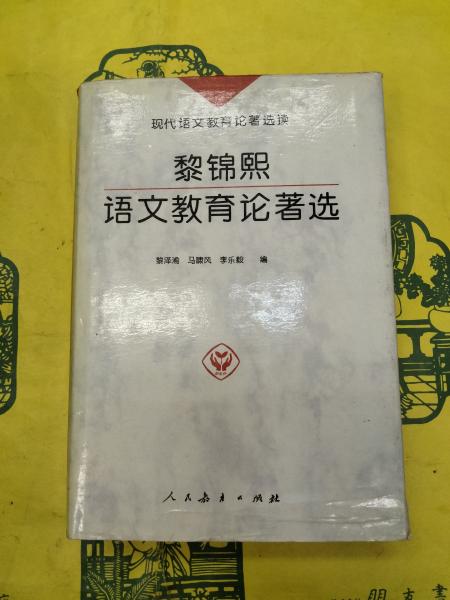 现代语文教育论著选读
黎锦熙
语文教育论著选
黎泽渝 马啸风 李乐毅 编
人民教育出版社
朋友書